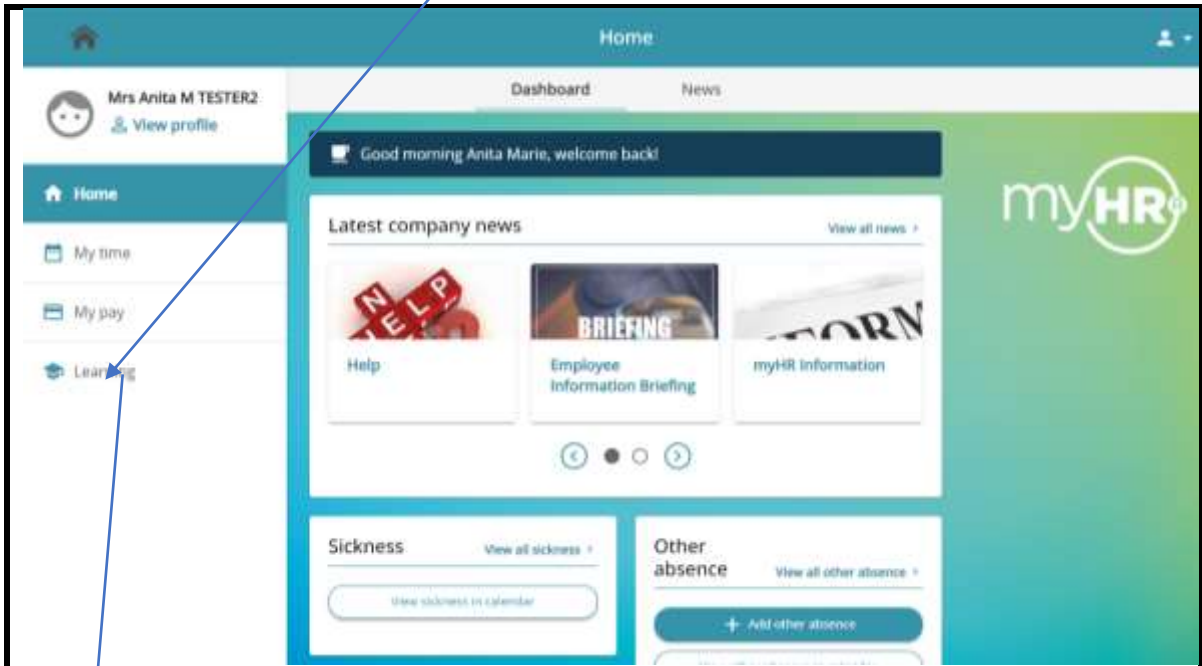 Home
Mrs Anita M TESTER2
View profile
Dashboard News
Good morning Anita Marie, welcome back!
Home
My time
My pay
Learning
myHR
Latest company news View all news >
HELP
BRIEFING
Help
Employee
Information Briefing
myHR Information
Sickness View all sickness >
View sickness in calendar
Other
absence View all other absence >
+ Add other absence